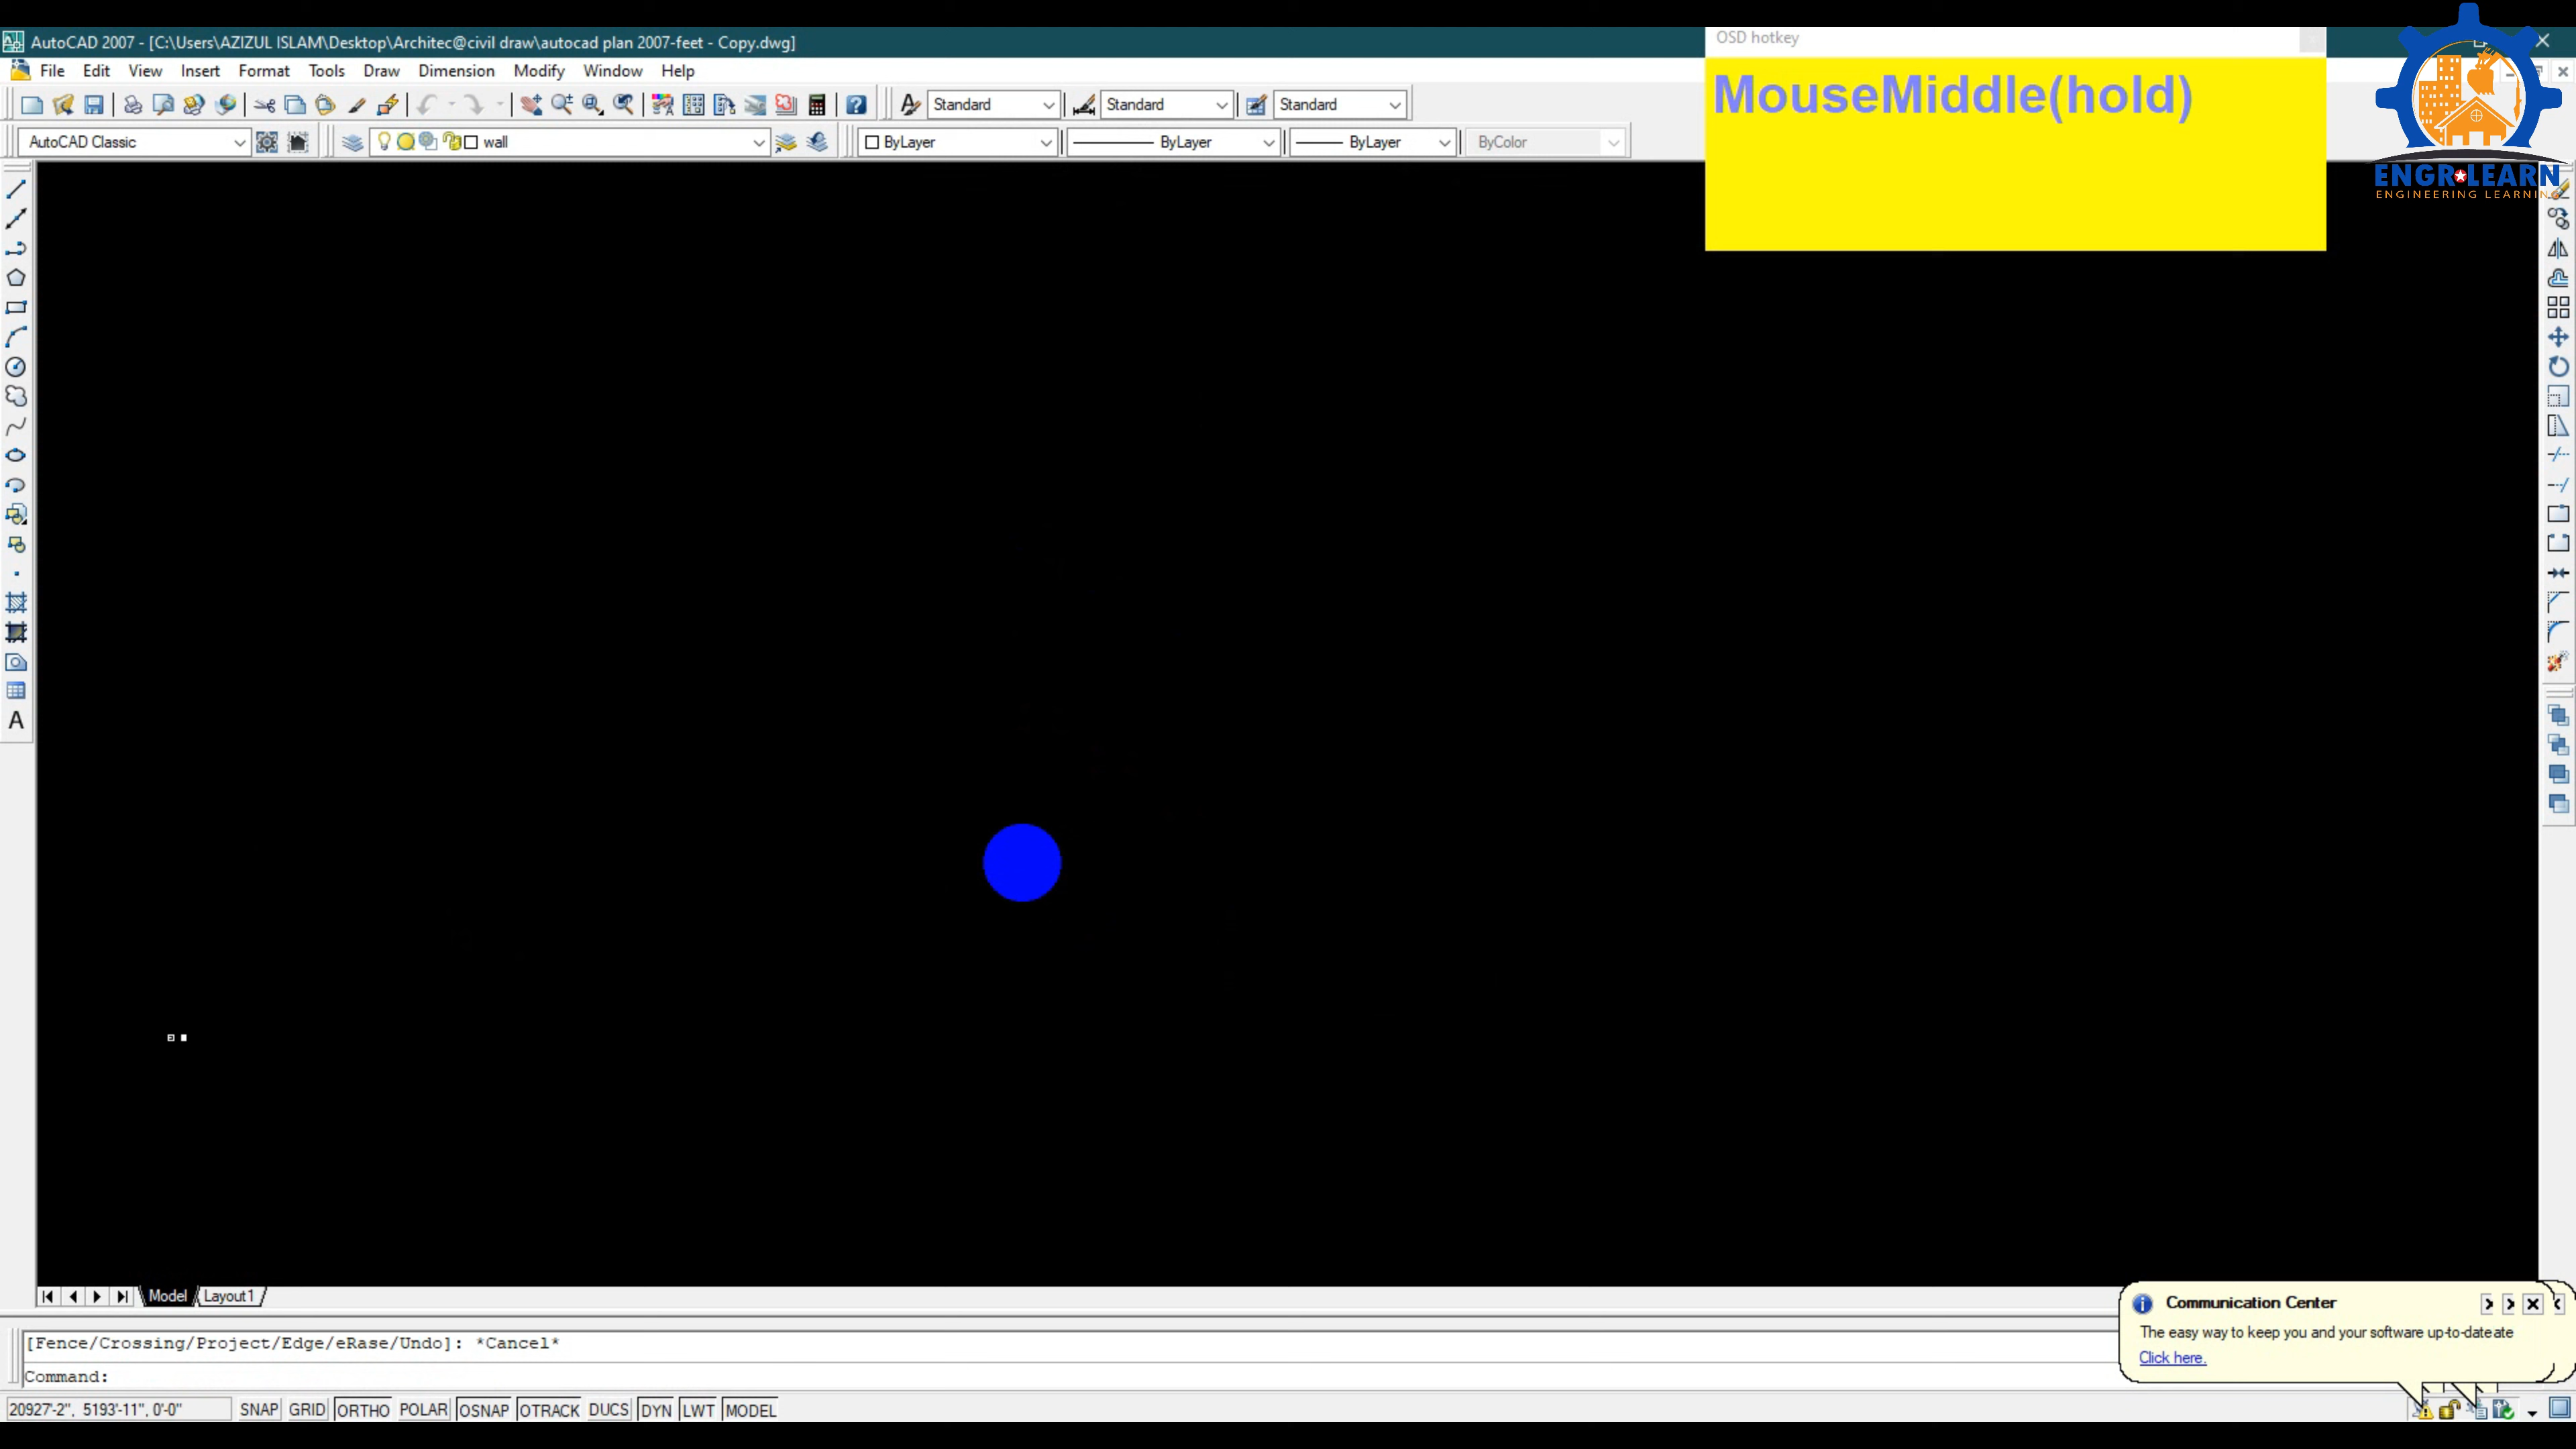 AutoCAD 2007 - [C:\Users\AZIZUL ISLAM\Desktop\Architec@civil draw\autocad plan 2007-feet - Copy.dwg]
OSD hotkey
File Edit View Insert Format Tools Draw Dimension Modify Window Help
MouseMiddle(hold)
Standard Standard Standard
AutoCAD Classic wall ByLayer ByLayer ByLayer ByColor
ENGR LEARN
ENGINEERING LEARNING
A
Model Layout1
Communication Center
The easy way to keep you and your software up-to-date
Click here.
[Fence/Crossing/Project/Edge/eRase/Undo]: *Cancel*
Command:
20927'-2", 5193'-11", 0'-0" SNAP GRID ORTHO POLAR OSNAP OTRACK DUCS DYN LWT MODEL